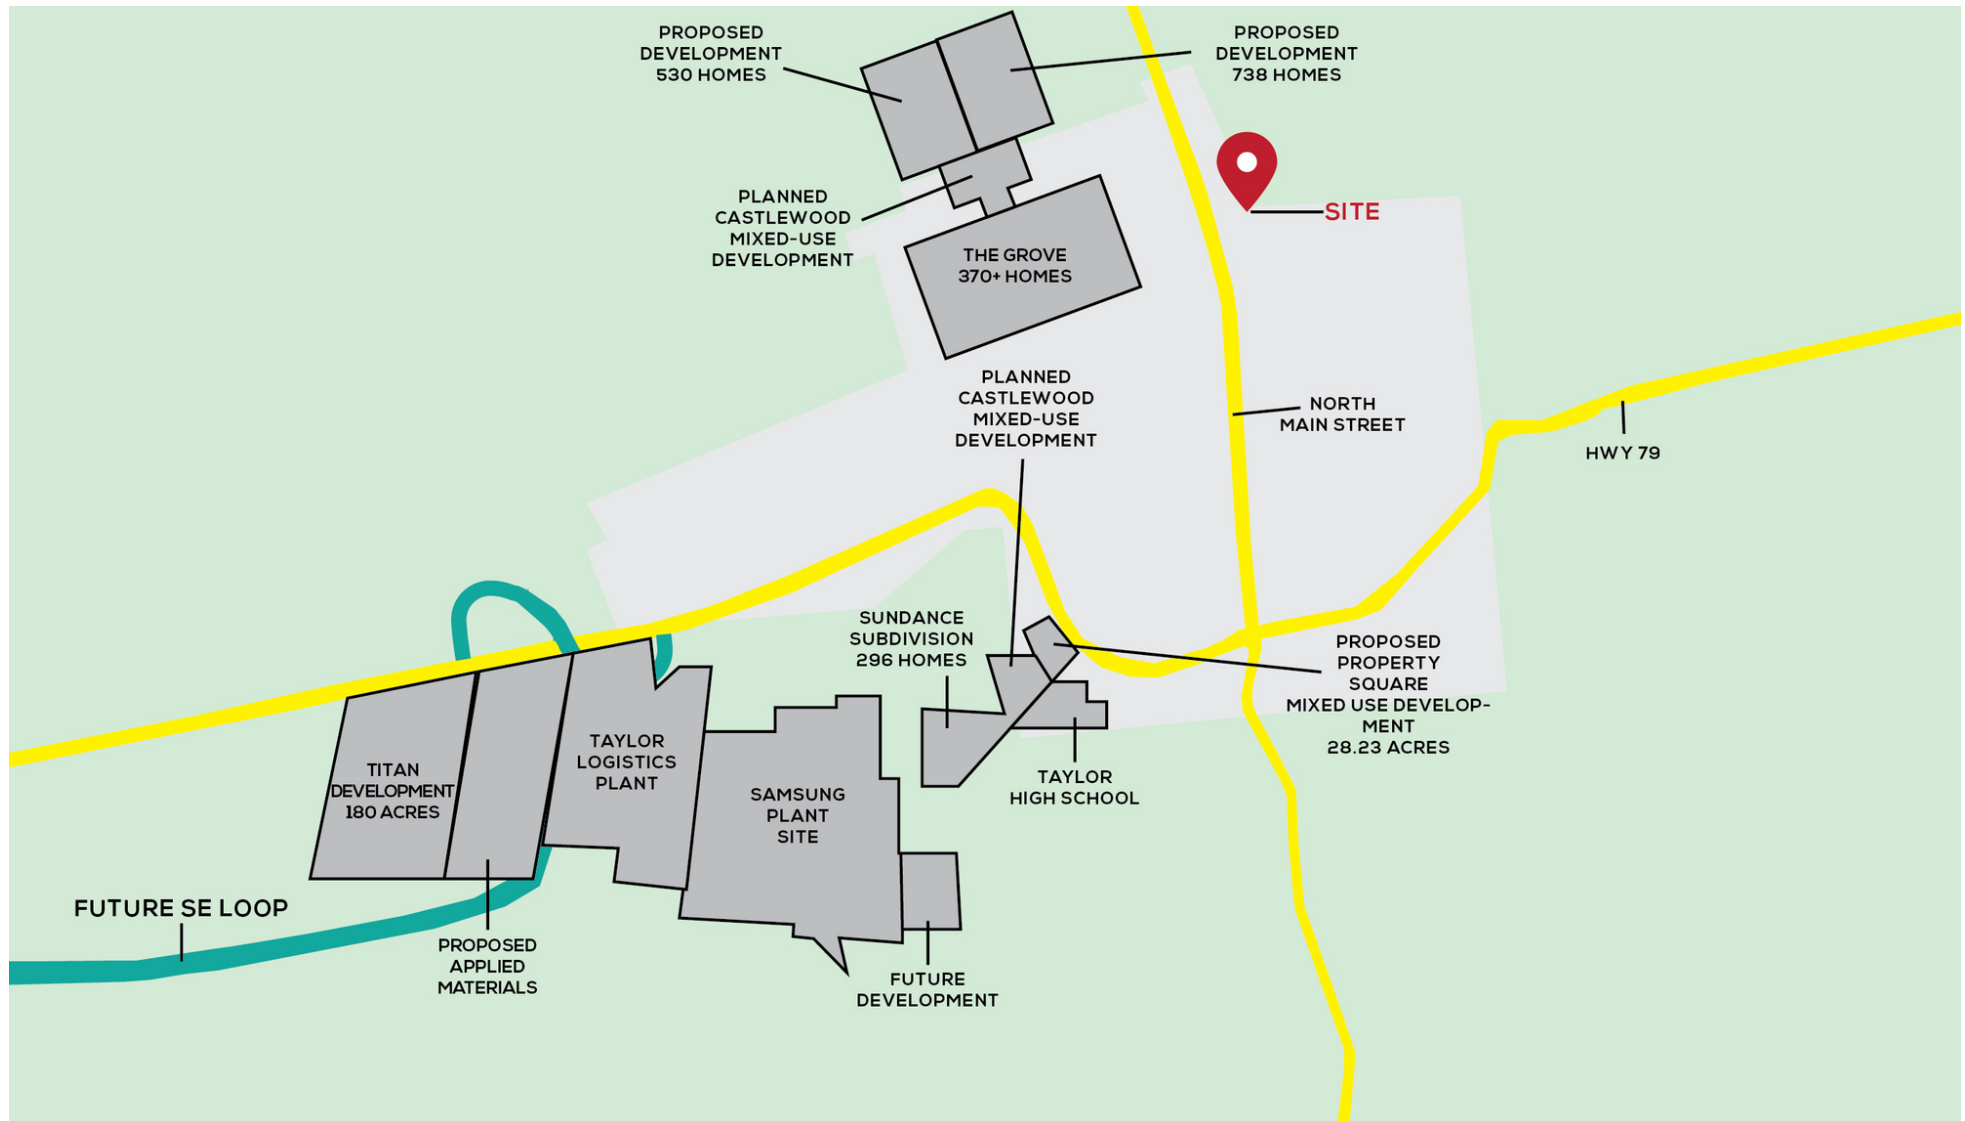 PROPOSED
DEVELOPMENT
530 HOMES
PROPOSED
DEVELOPMENT
738 HOMES
PLANNED
CASTLEWOOD
MIXED-USE
DEVELOPMENT
SITE
THE GROVE
370+ HOMES
PLANNED
CASTLEWOOD
MIXED-USE
DEVELOPMENT
NORTH
MAIN STREET
HWY 79
SUNDANCE
SUBDIVISION
296 HOMES
PROPOSED
PROPERTY
SQUARE
MIXED USE DEVELOP-
MENT
28.23 ACRES
TITAN
DEVELOPMENT
180 ACRES
TAYLOR
LOGISTICS
PLANT
SAMSUNG
PLANT
SITE
TAYLOR
HIGH SCHOOL
FUTURE SE LOOP
PROPOSED
APPLIED
MATERIALS
FUTURE
DEVELOPMENT